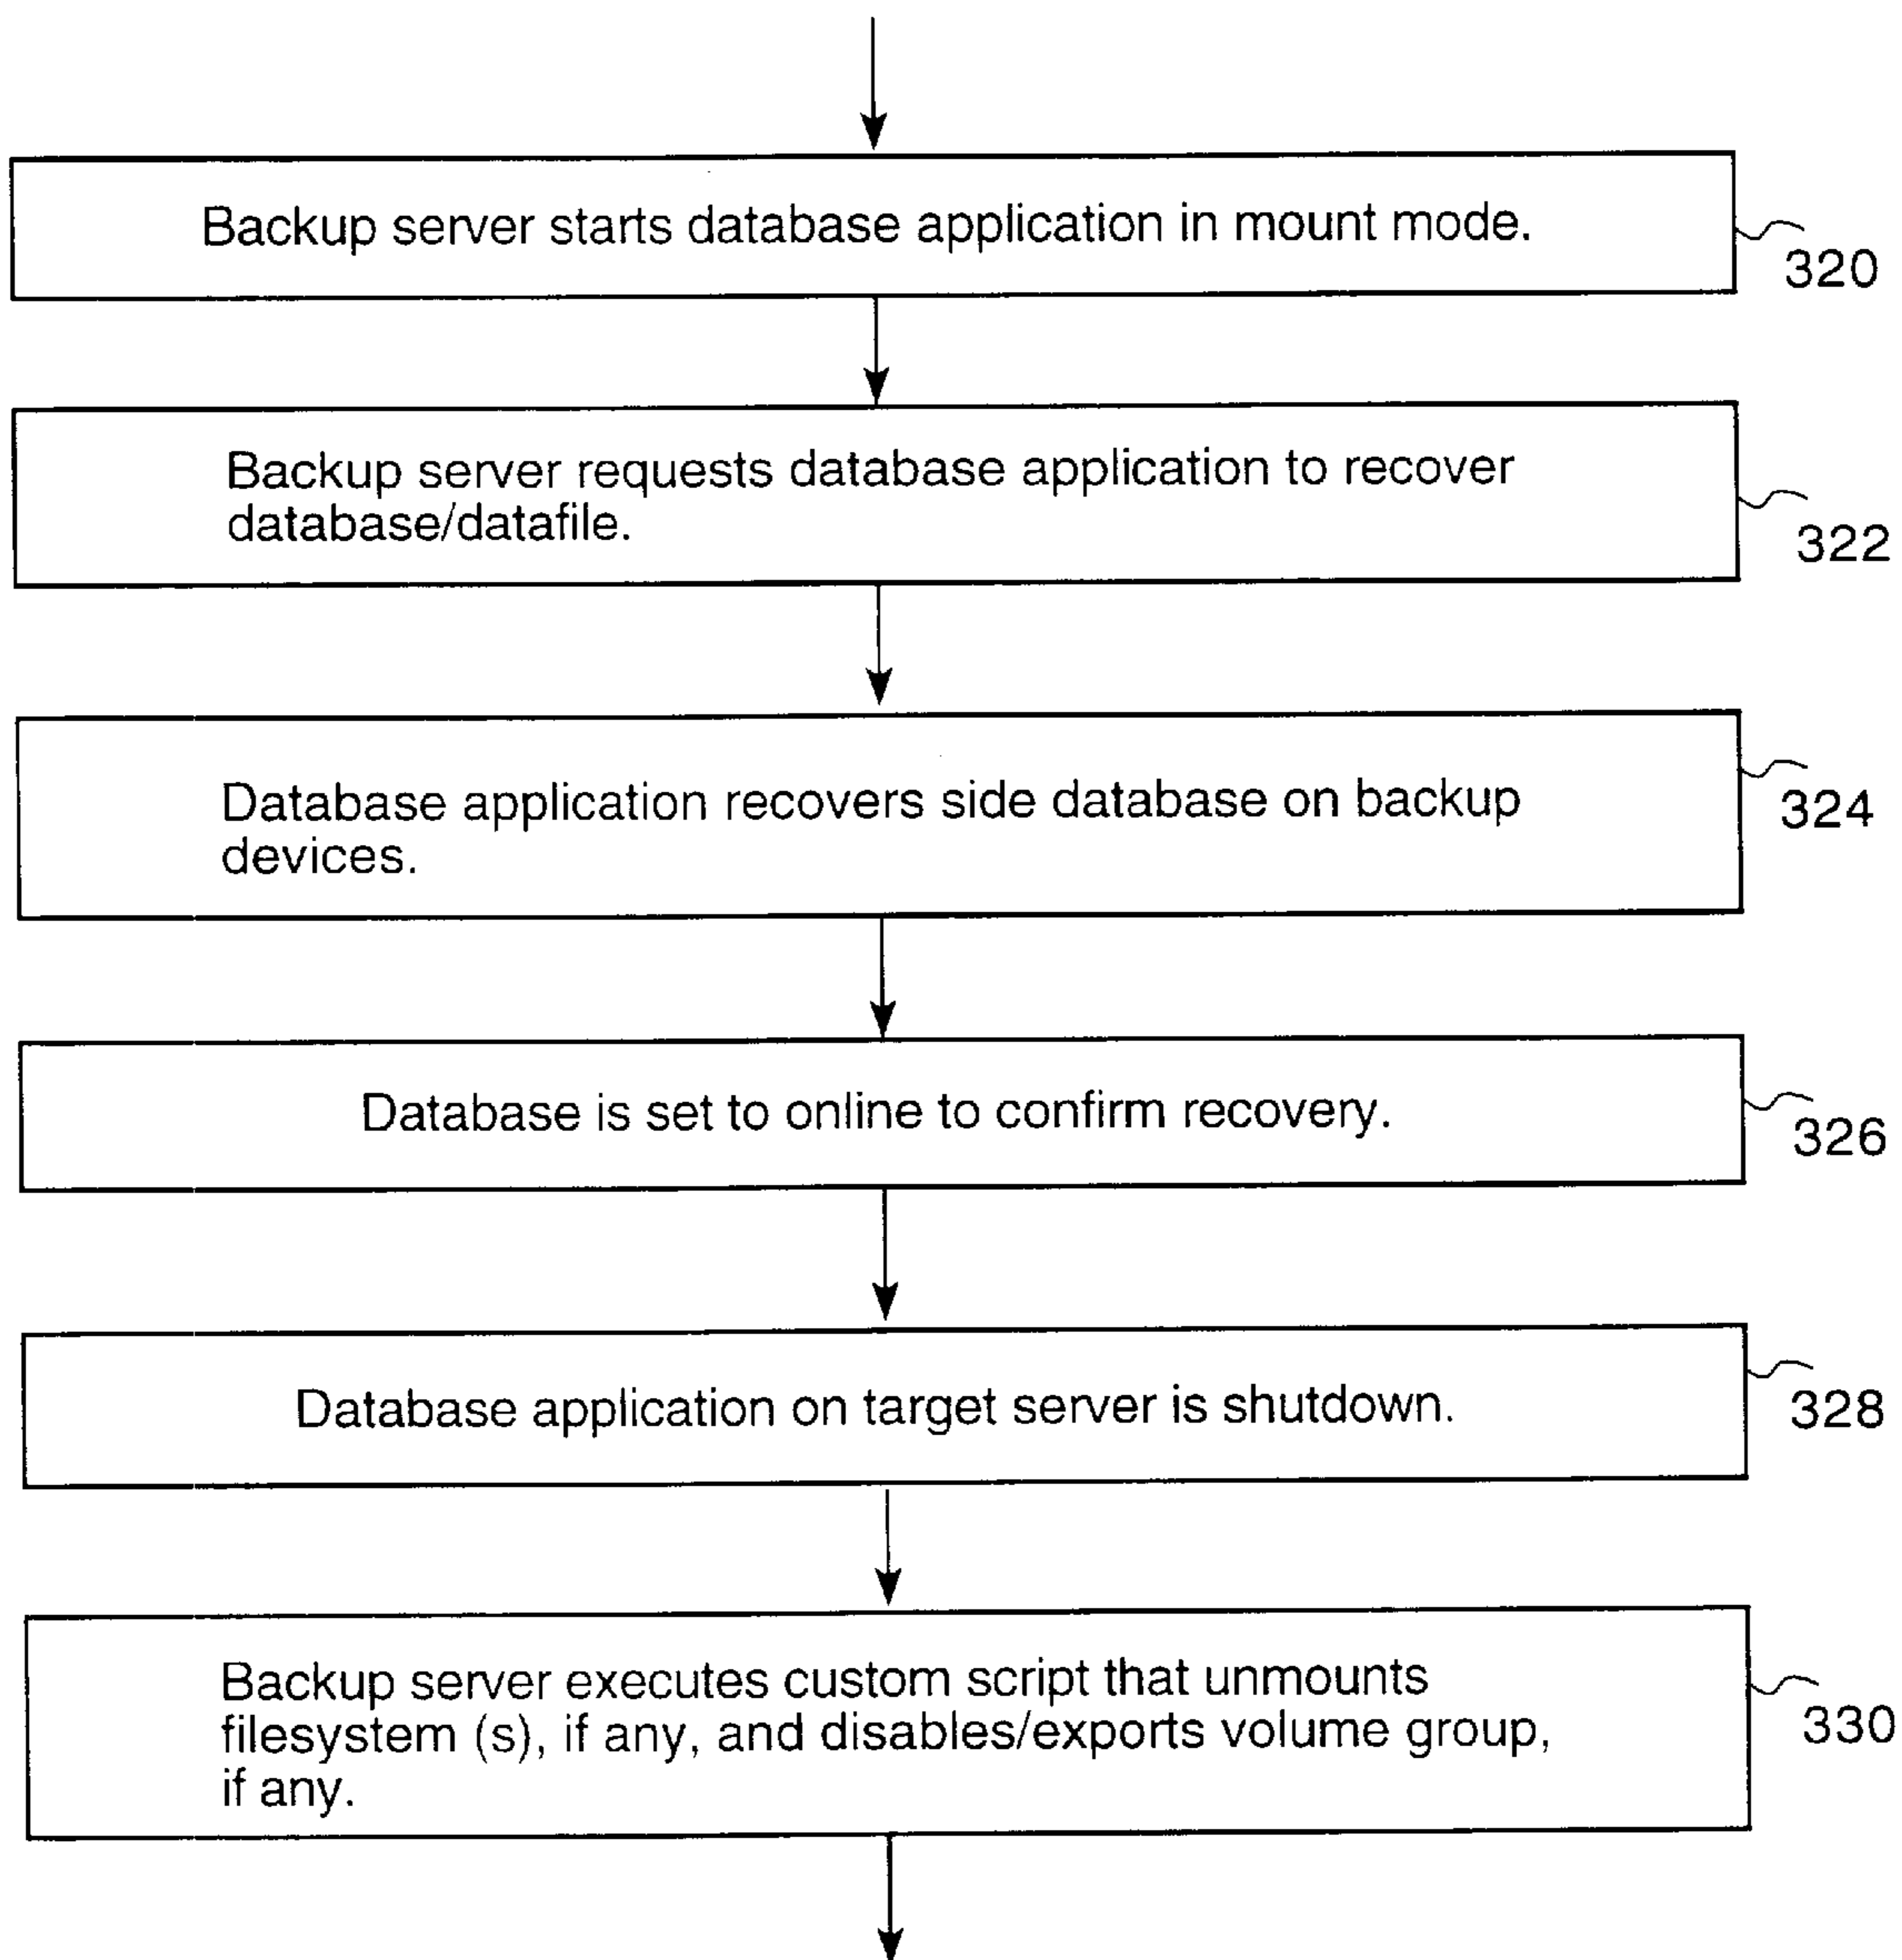 Backup server starts database application in mount mode.
320
Backup server requests database application to recover
database/datafile.
322
Database application recovers side database on backup
devices.
324
Database is set to online to confirm recovery.
326
Database application on target server is shutdown.
328
Backup server executes custom script that unmounts
filesystem (s), if any, and disables/exports volume group,
if any.
330